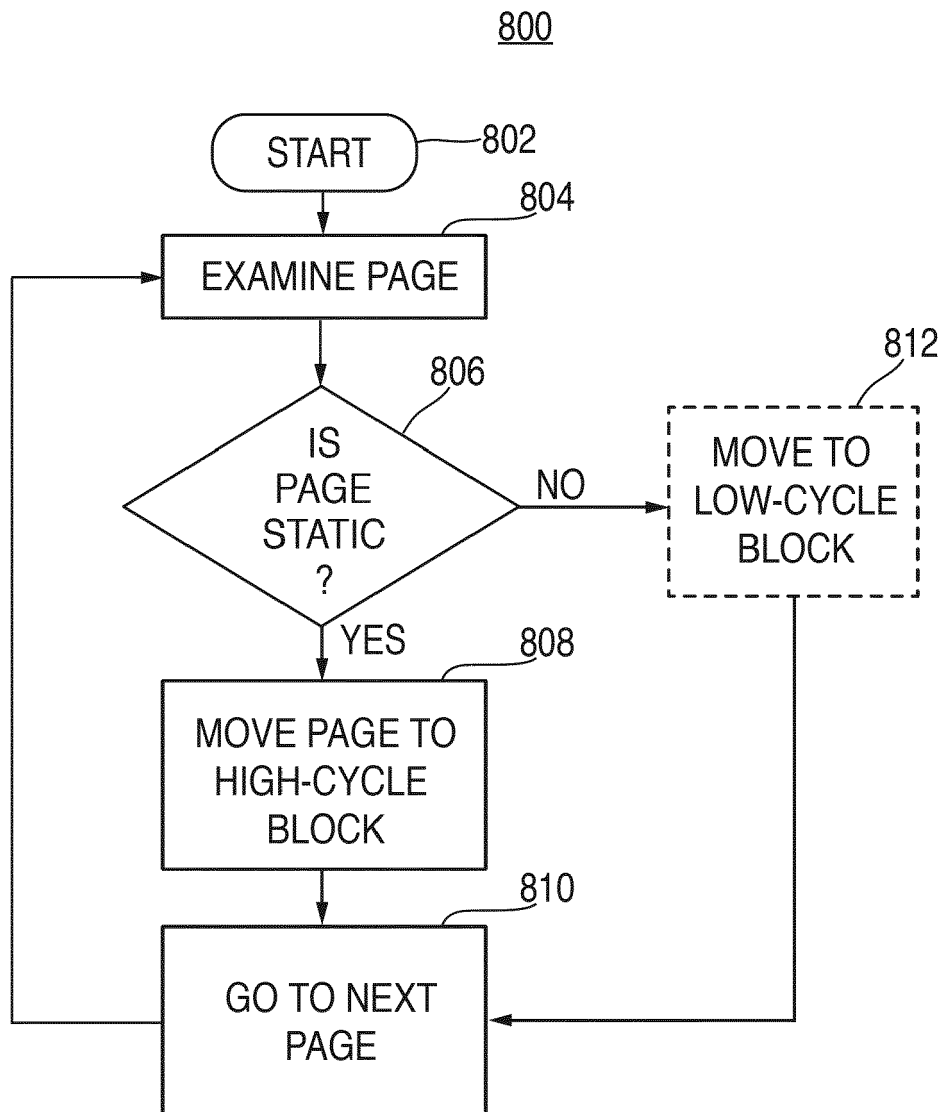 800
START
802
804
EXAMINE PAGE
806
IS
PAGE
STATIC
?
NO
812
MOVE TO
LOW-CYCLE
BLOCK
YES
808
MOVE PAGE TO
HIGH-CYCLE
BLOCK
810
GO TO NEXT
PAGE